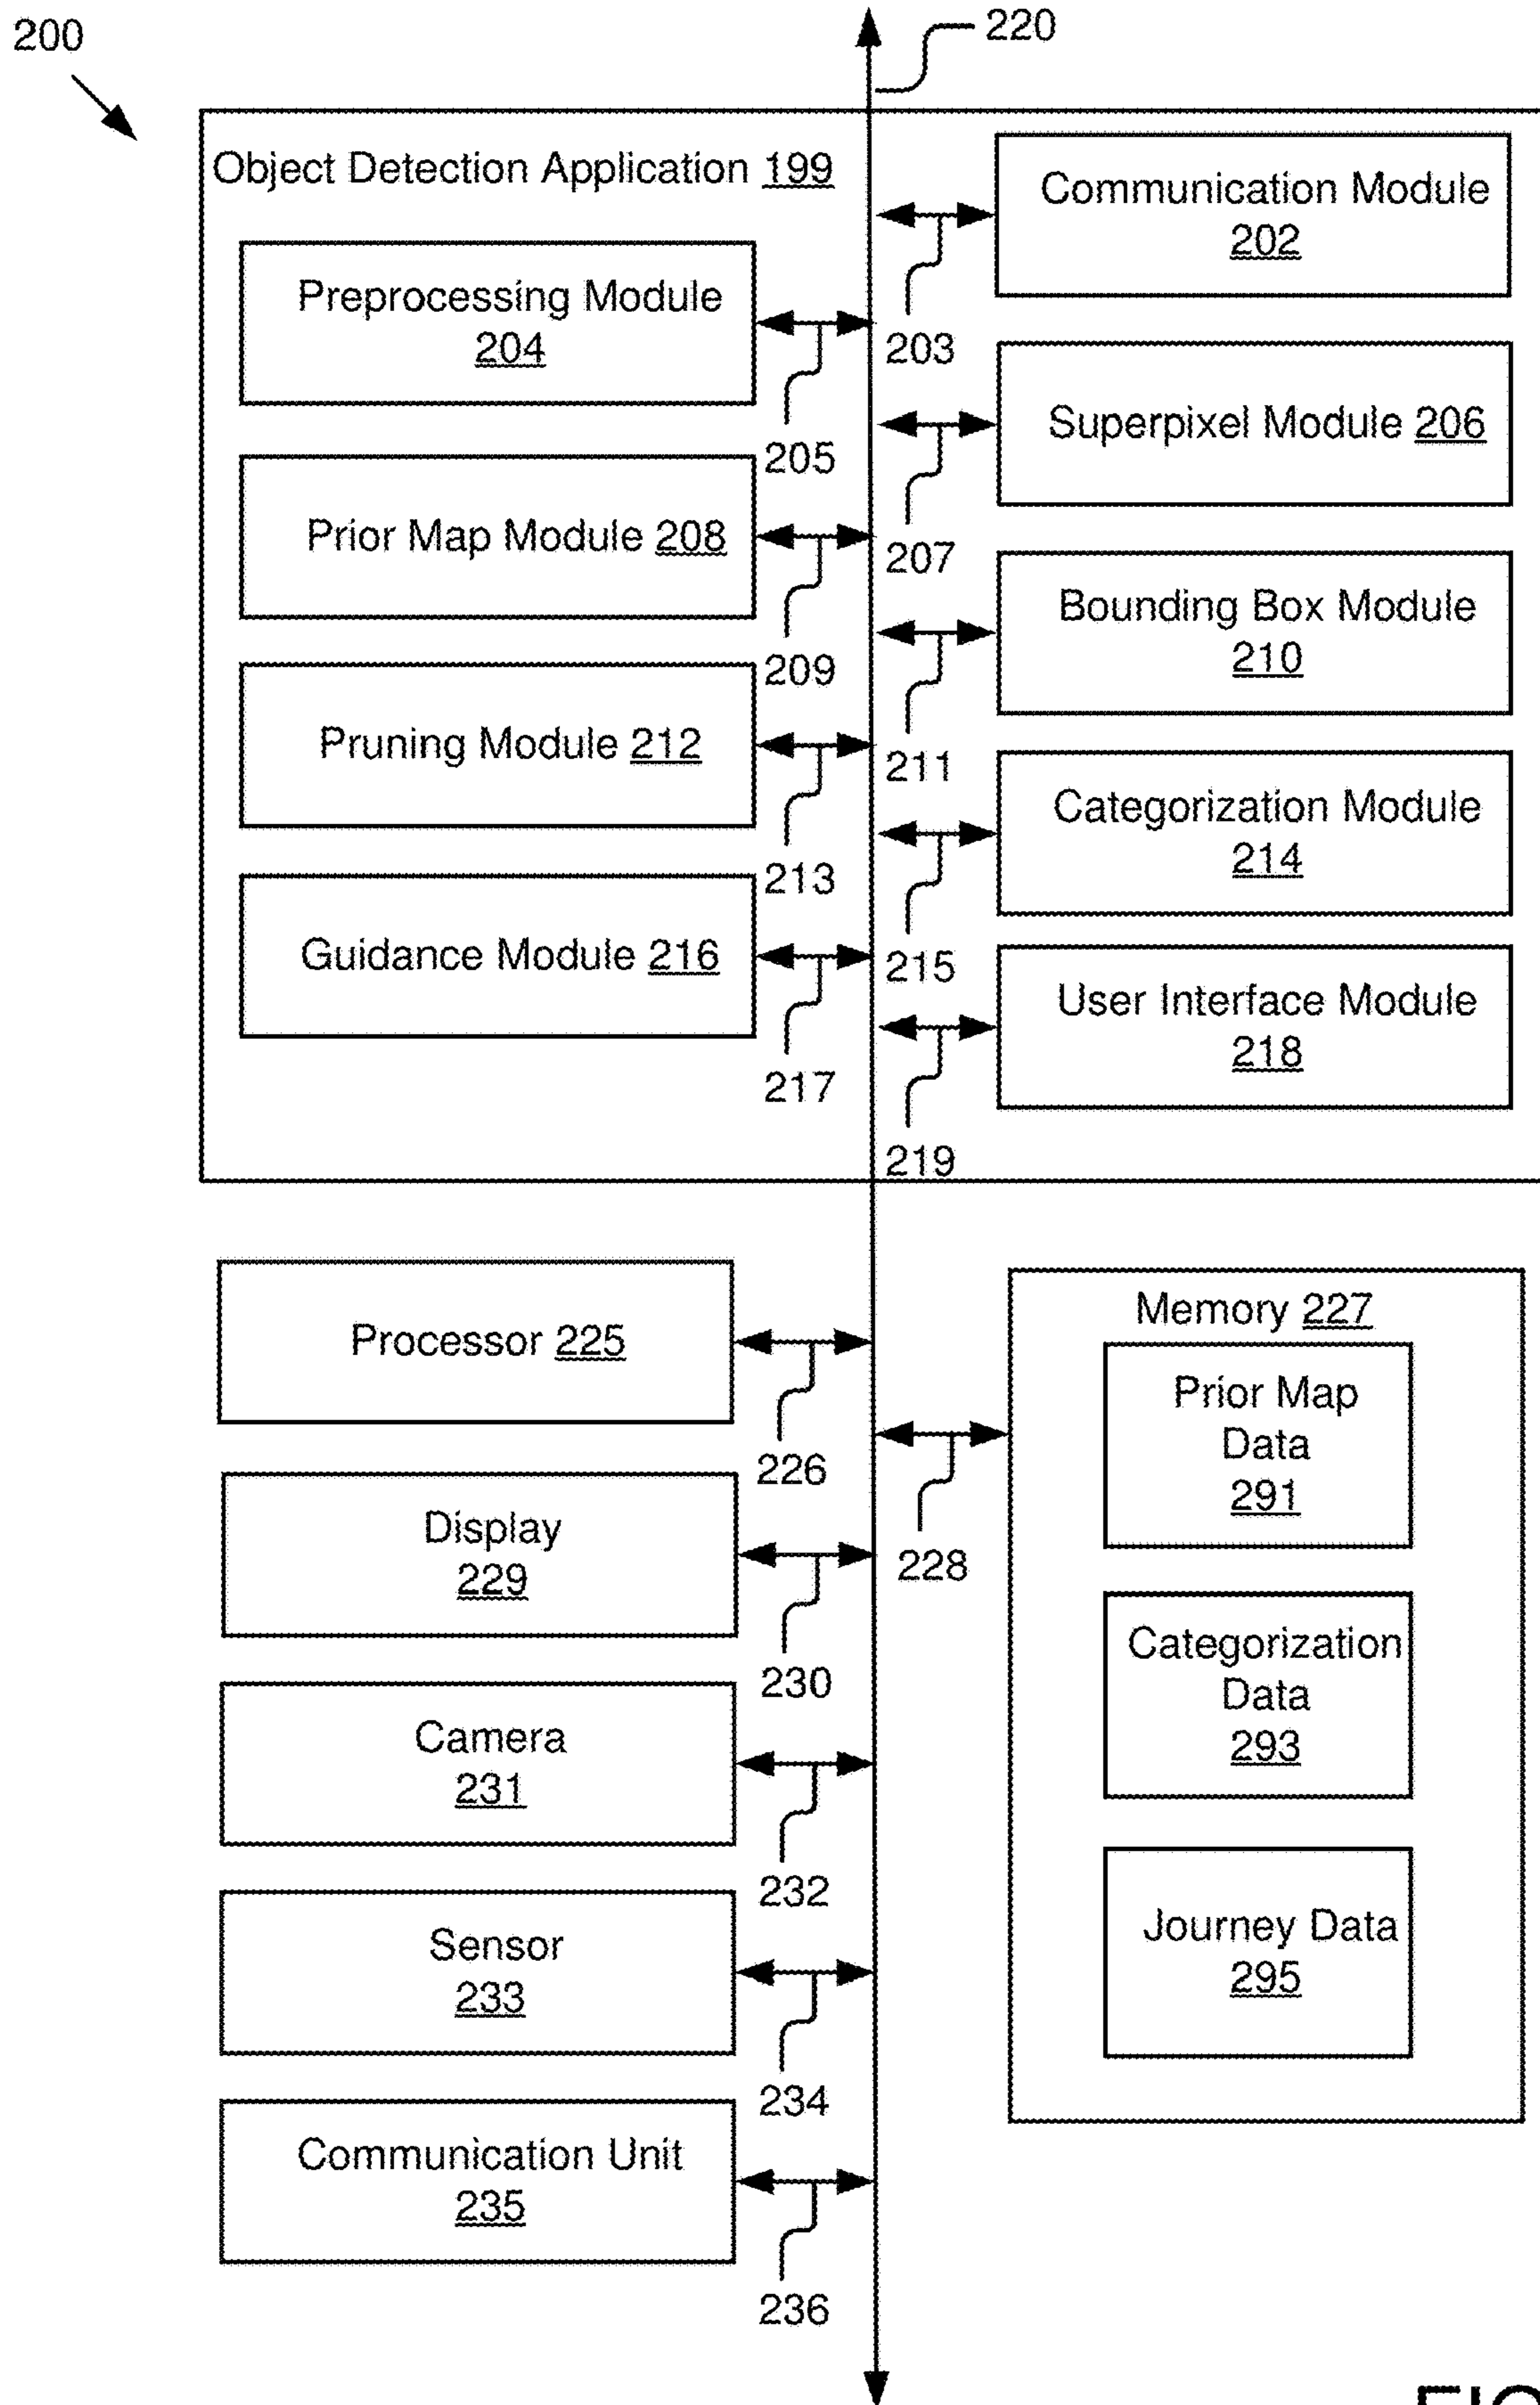 200
220
Object Detection Application 199
Communication Module
202
203
Preprocessing Module
204
205
Superpixel Module 206
207
Prior Map Module 208
209
Bounding Box Module
210
211
Pruning Module 212
213
Categorization Module
214
215
Guidance Module 216
217
User Interface Module
218
219
Processor 225
226
Memory 227
Prior Map
Data
291
228
Display
229
230
Categorization
Data
293
Camera
231
232
Journey Data
295
Sensor
233
234
Communication Unit
235
236